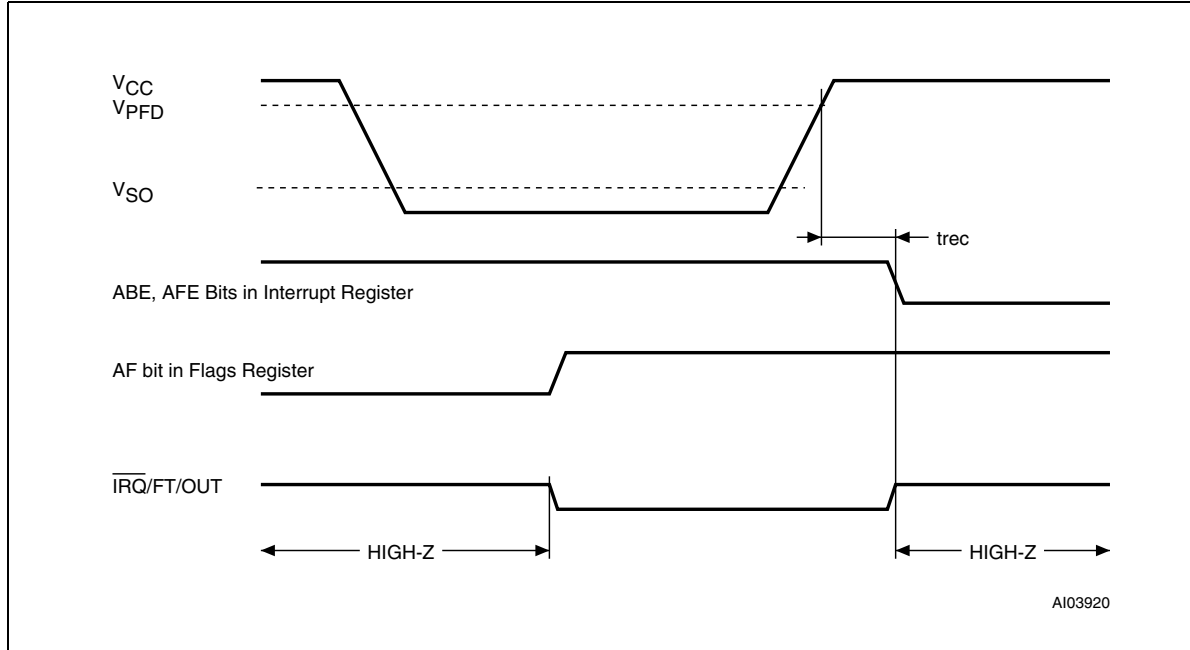 VCC
VPFD
VSO
trec
ABE, AFE Bits in Interrupt Register
AF bit in Flags Register
IRQ/FT/OUT
HIGH-Z
HIGH-Z
AI03920